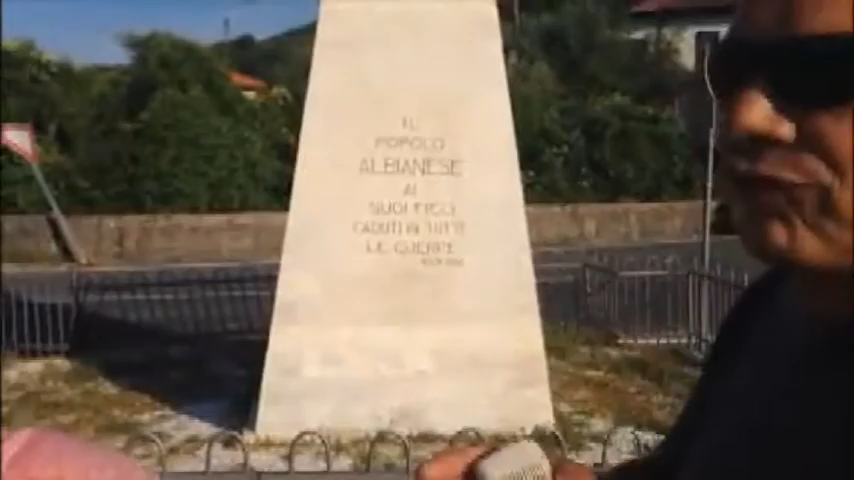 IL
POPOLO
ALBIANESE
AI
SUOI FIGLI
CADUTI IN TUTTE
LE GUERRE